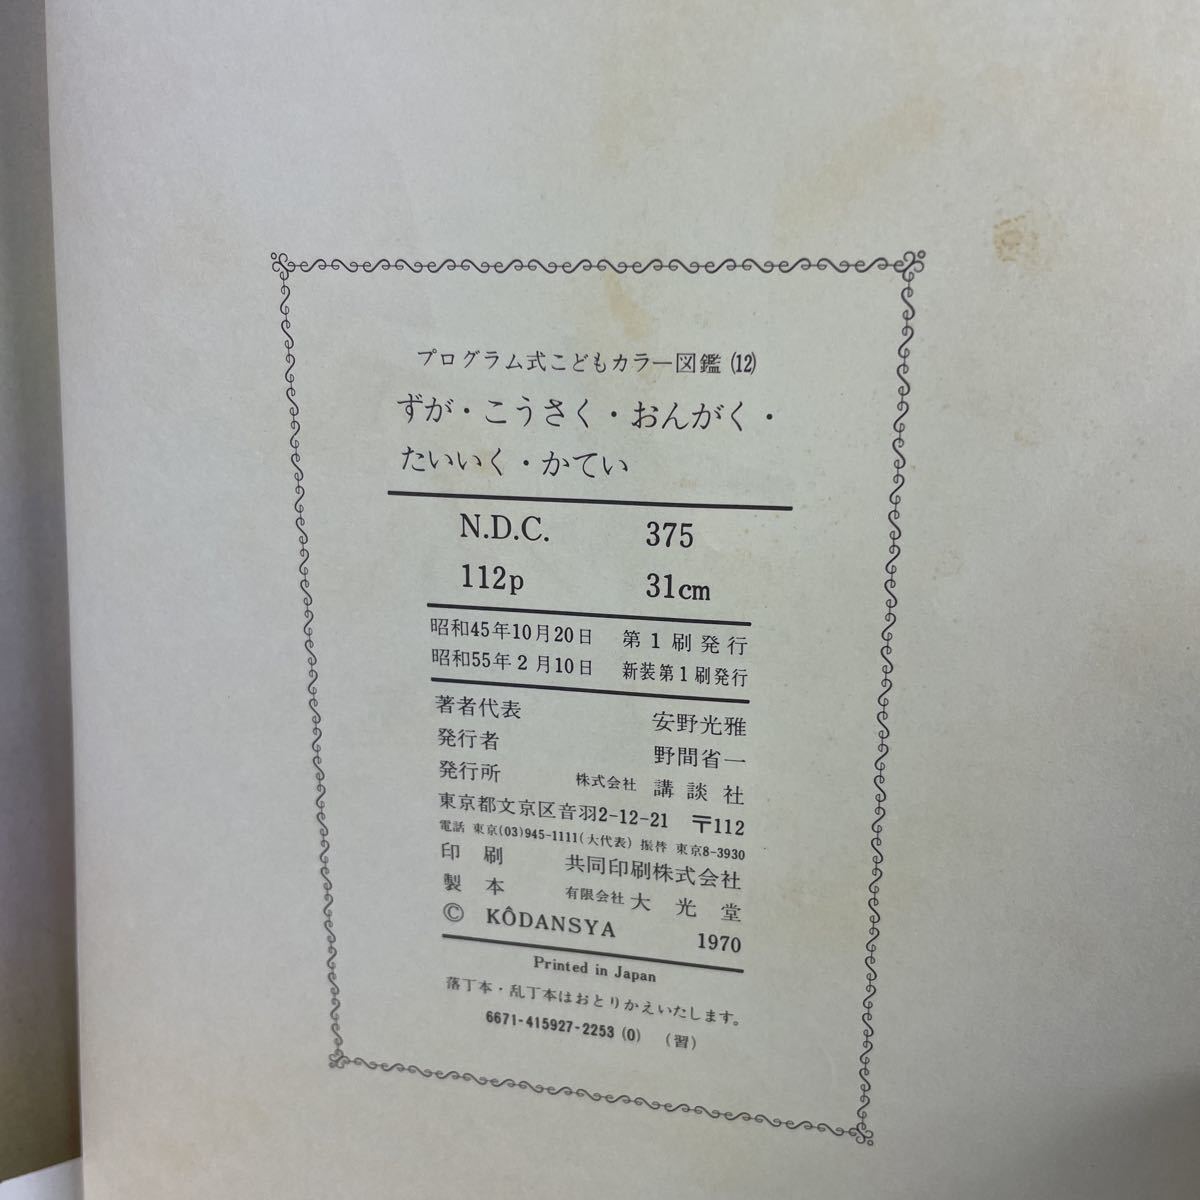 プログラム式こどもカラー図鑑(12)
ずが・こうさく・おんがく・
たいいく・かてい
N.D.C. 375
112p 31cm
昭和45年10月20日 第1刷発行
昭和55年2月10日 新装第1刷発行
著者代表 安野光雅
発行者 野間省一
発行所 株式会社 講談社
東京都文京区音羽2-12-21 〒112
電話 東京(03)945-1111(大代表) 振替 東京8-3930
印刷 共同印刷株式会社
製本 有限会社 大光堂
© KÔDANSYA 1970
Printed in Japan
落丁本・乱丁本はおとりかえいたします。
6671-415927-2253 (0) (習)